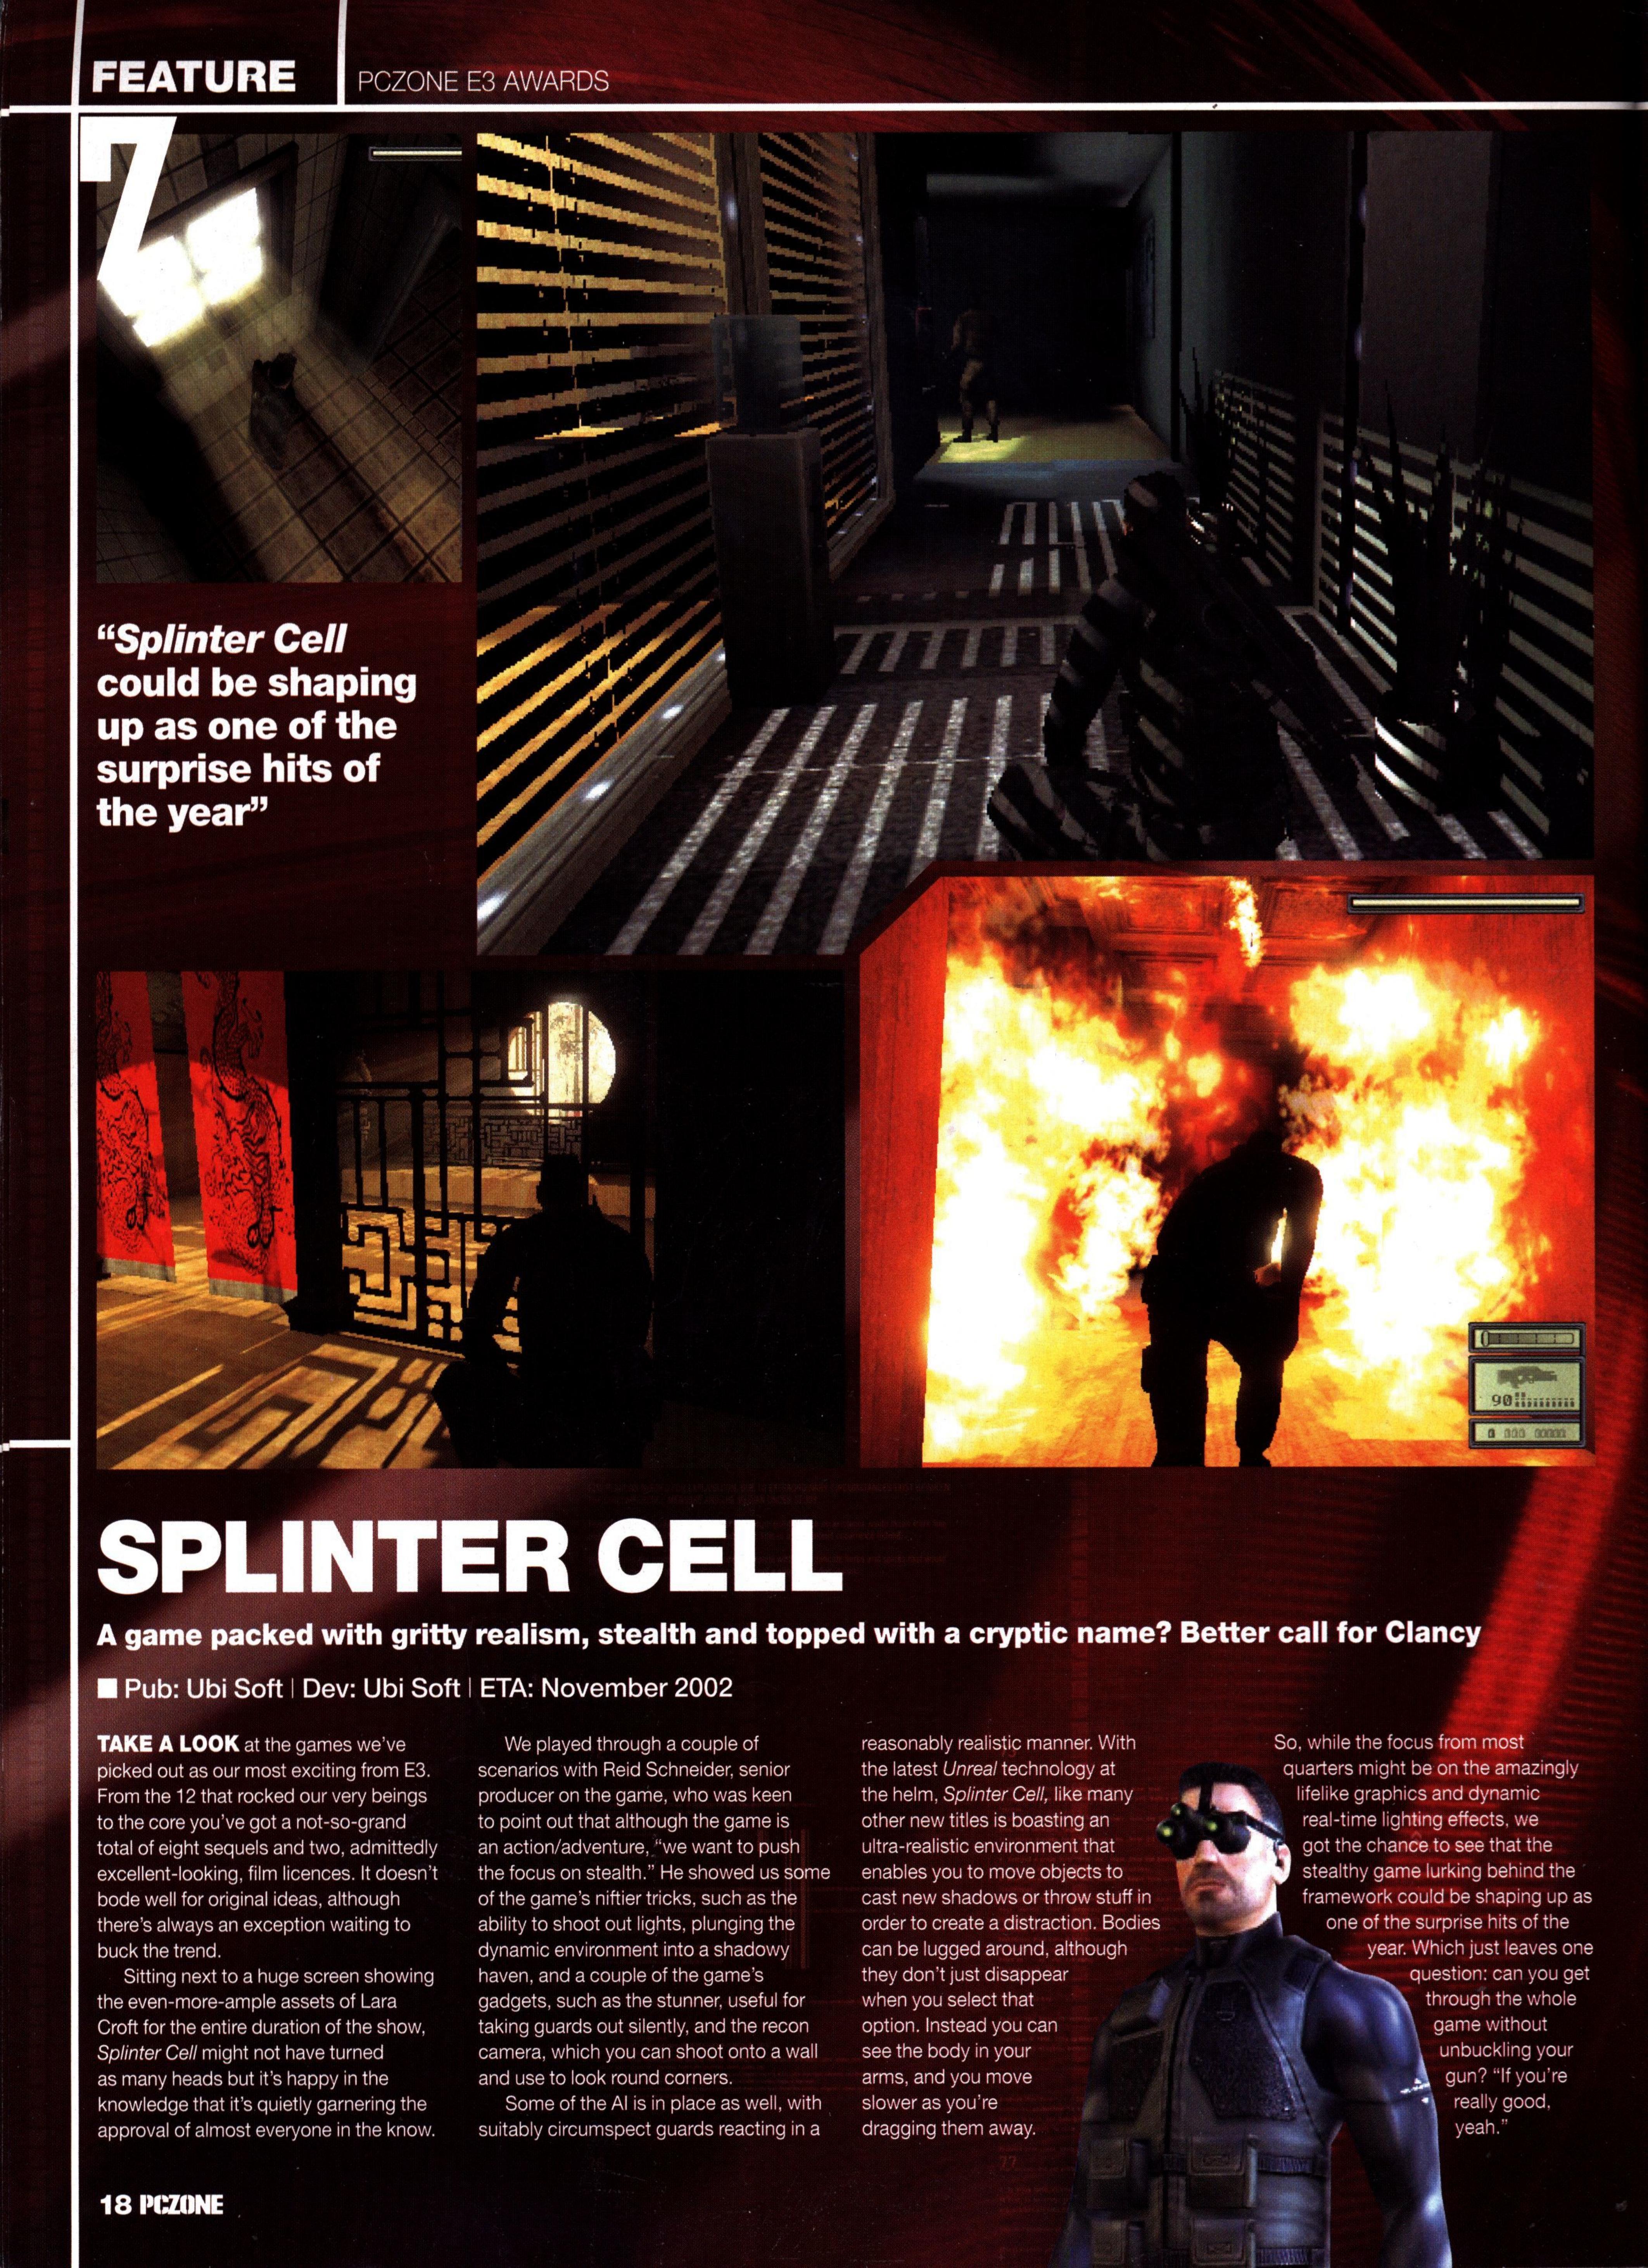 FEATURE
PCZONE E3 AWARDS
Z
“Splinter Cell
could be shaping
up as one of the
surprise hits of
the year”
90
SPLINTER CELL
A game packed with gritty realism, stealth and topped with a cryptic name? Better call for Clancy
■ Pub: Ubi Soft | Dev: Ubi Soft | ETA: November 2002
TAKE A LOOK at the games we’ve
picked out as our most exciting from E3.
From the 12 that rocked our very beings
to the core you’ve got a not-so-grand
total of eight sequels and two, admittedly
excellent-looking, film licences. It doesn’t
bode well for original ideas, although
there’s always an exception waiting to
buck the trend.
Sitting next to a huge screen showing
the even-more-ample assets of Lara
Croft for the entire duration of the show,
Splinter Cell might not have turned
as many heads but it’s happy in the
knowledge that it’s quietly garnering the
approval of almost everyone in the know.
We played through a couple of
scenarios with Reid Schneider, senior
producer on the game, who was keen
to point out that although the game is
an action/adventure, “we want to push
the focus on stealth.” He showed us some
of the game’s niftier tricks, such as the
ability to shoot out lights, plunging the
dynamic environment into a shadowy
haven, and a couple of the game’s
gadgets, such as the stunner, useful for
taking guards out silently, and the recon
camera, which you can shoot onto a wall
and use to look round corners.
Some of the AI is in place as well, with
suitably circumspect guards reacting in a
reasonably realistic manner. With
the latest Unreal technology at
the helm, Splinter Cell, like many
other new titles is boasting an
ultra-realistic environment that
enables you to move objects to
cast new shadows or throw stuff in
order to create a distraction. Bodies
can be lugged around, although
they don’t just disappear
when you select that
option. Instead you can
see the body in your
arms, and you move
slower as you’re
dragging them away.
So, while the focus from most
quarters might be on the amazingly
lifelike graphics and dynamic
real-time lighting effects, we
got the chance to see that the
stealthy game lurking behind the
framework could be shaping up as
one of the surprise hits of the
year. Which just leaves one
question: can you get
through the whole
game without
unbuckling your
gun? “If you’re
really good,
yeah.”
18 PCZONE